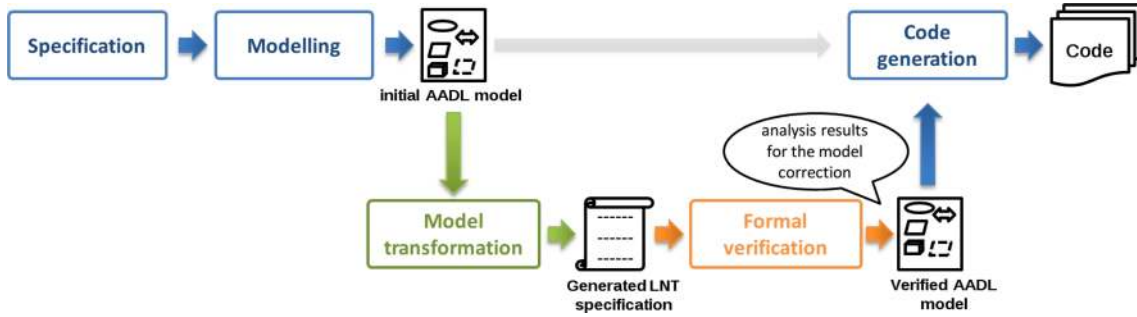 Specification
Modelling
initial AADL model
Code
generation
Code
analysis results
for the model
correction
Model
transformation
Generated LNT
specification
Formal
verification
Verified AADL
model